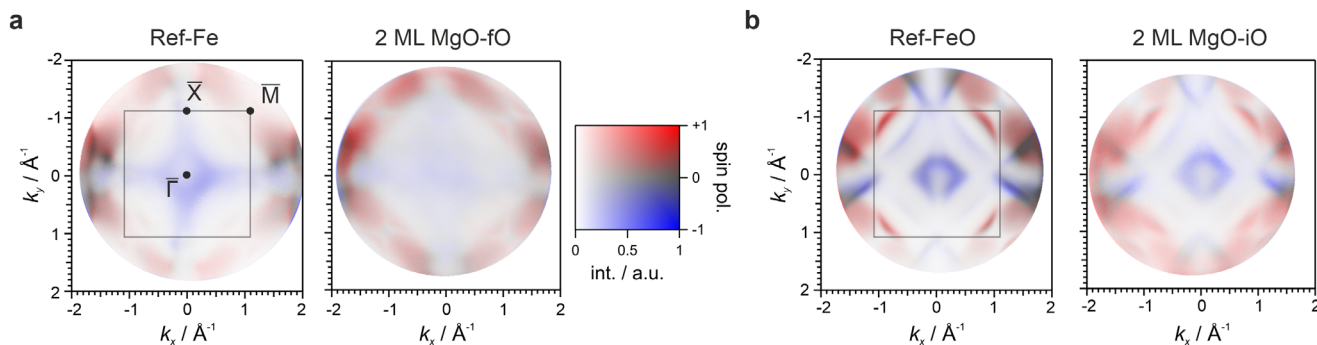 a
b
Ref-Fe
2 ML MgO-fO
Ref-FeO
2 ML MgO-iO
-2
-1
0
1
2
k_y / Å⁻¹
X̅
M̅
Γ̅
-2 -1 0 1 2
k_x / Å⁻¹
-2 -1 0 1 2
k_x / Å⁻¹
+1
0
-1
spin pol.
0 0.5 1
int. / a.u.
-2
-1
0
1
2
k_y / Å⁻¹
-2 -1 0 1 2
k_x / Å⁻¹
-2 -1 0 1 2
k_x / Å⁻¹